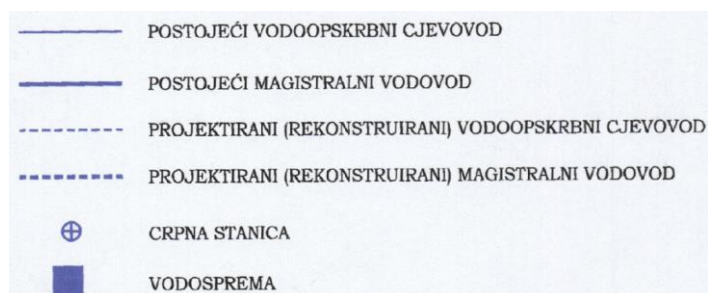 POSTOJEĆI VODOOPSKRBNI CJEVOVOD
POSTOJEĆI MAGISTRALNI VODOVOD
PROJEKTIRANI (REKONSTRUIRANI) VODOOPSKRBNI CJEVOVOD
PROJEKTIRANI (REKONSTRUIRANI) MAGISTRALNI VODOVOD
CRPNA STANICA
VODOSPREMA